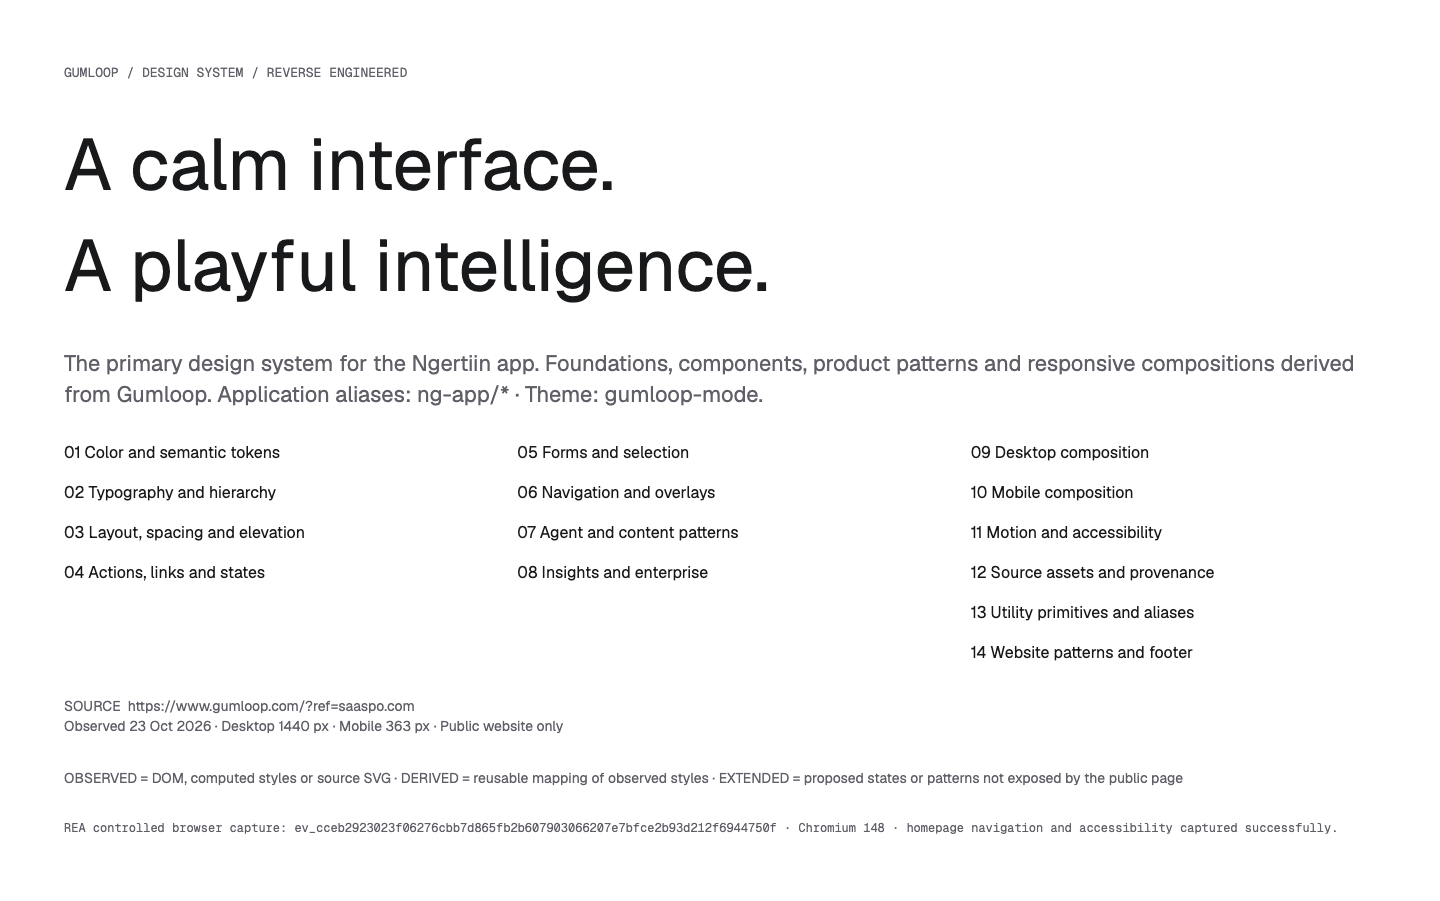 GUMLOOP / DESIGN SYSTEM / REVERSE ENGINEERED
A calm interface.
A playful intelligence.
The primary design system for the Ngertiin app. Foundations, components, product patterns and responsive compositions derived
from Gumloop. Application aliases: ng-app/* · Theme: gumloop-mode.
01 Color and semantic tokens
02 Typography and hierarchy
03 Layout, spacing and elevation
04 Actions, links and states
05 Forms and selection
06 Navigation and overlays
07 Agent and content patterns
08 Insights and enterprise
09 Desktop composition
10 Mobile composition
11 Motion and accessibility
12 Source assets and provenance
13 Utility primitives and aliases
14 Website patterns and footer
SOURCE  https://www.gumloop.com/?ref=saaspo.com
Observed 23 Oct 2026 · Desktop 1440 px · Mobile 363 px · Public website only
OBSERVED = DOM, computed styles or source SVG · DERIVED = reusable mapping of observed styles · EXTENDED = proposed states or patterns not exposed by the public page
REA controlled browser capture: ev_cceb2923023f06276cbb7d865fb2b607903066207e7bfce2b93d212f6944750f · Chromium 148 · homepage navigation and accessibility captured successfully.